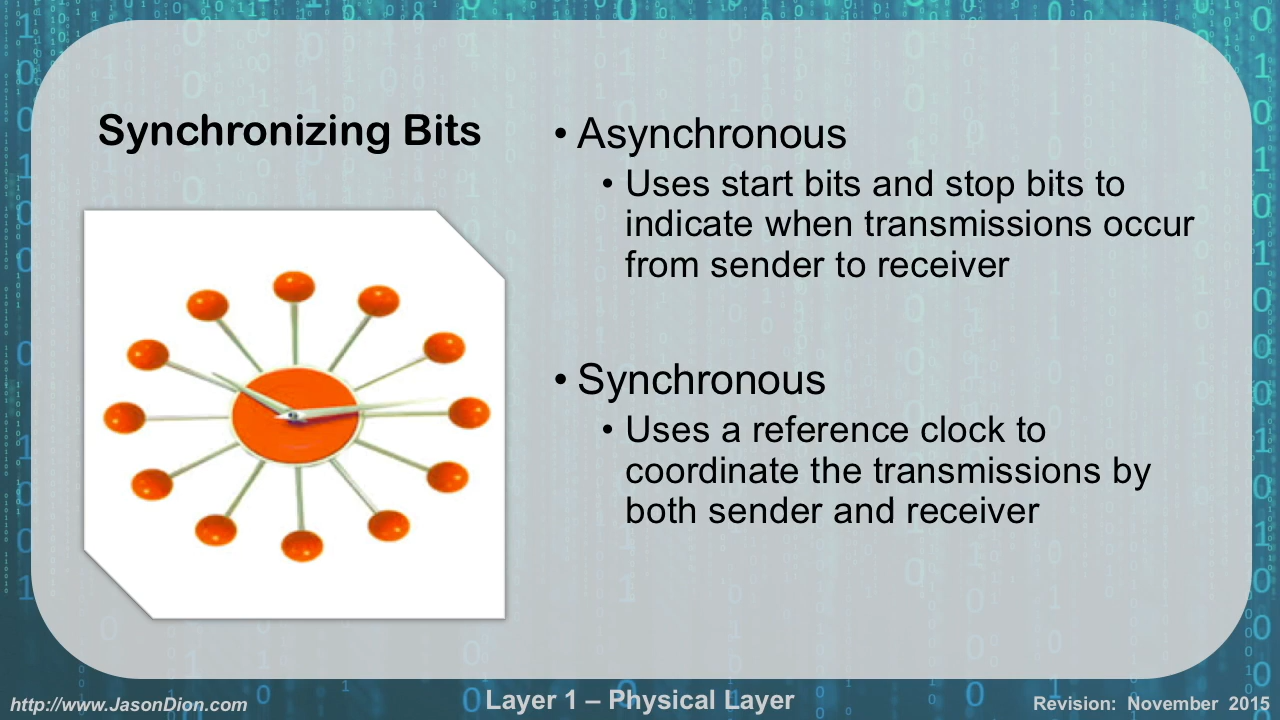 Synchronizing Bits
• Asynchronous
• Uses start bits and stop bits to
indicate when transmissions occur
from sender to receiver
• Synchronous
• Uses a reference clock to
coordinate the transmissions by
both sender and receiver
http://www.JasonDion.com
Layer 1 – Physical Layer
Revision: November 2015